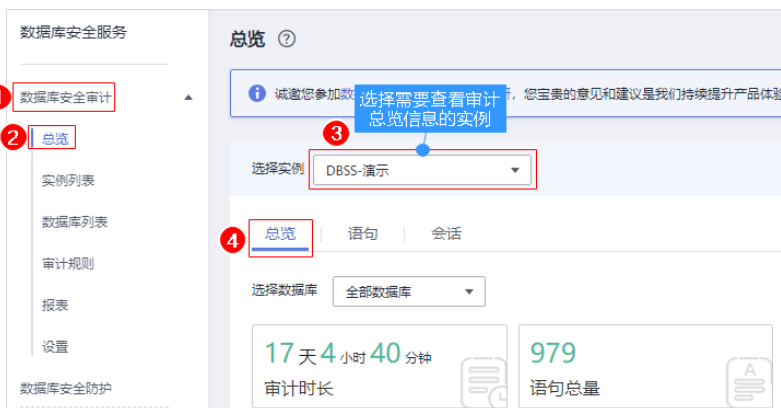 数据库安全服务
总览 ?
1 数据库安全审计
i 诚邀您参加数
，您宝贵的意见和建议是我们持续提升产品体验
选择需要查看审计
总览信息的实例
2 总览
3
选择实例 DBSS-演示
实例列表
数据库列表
4 总览 语句 会话
审计规则
选择数据库 全部数据库
报表
设置
17 天 4 小时 40 分钟 979
审计时长 语句总量
A
数据库安全防护